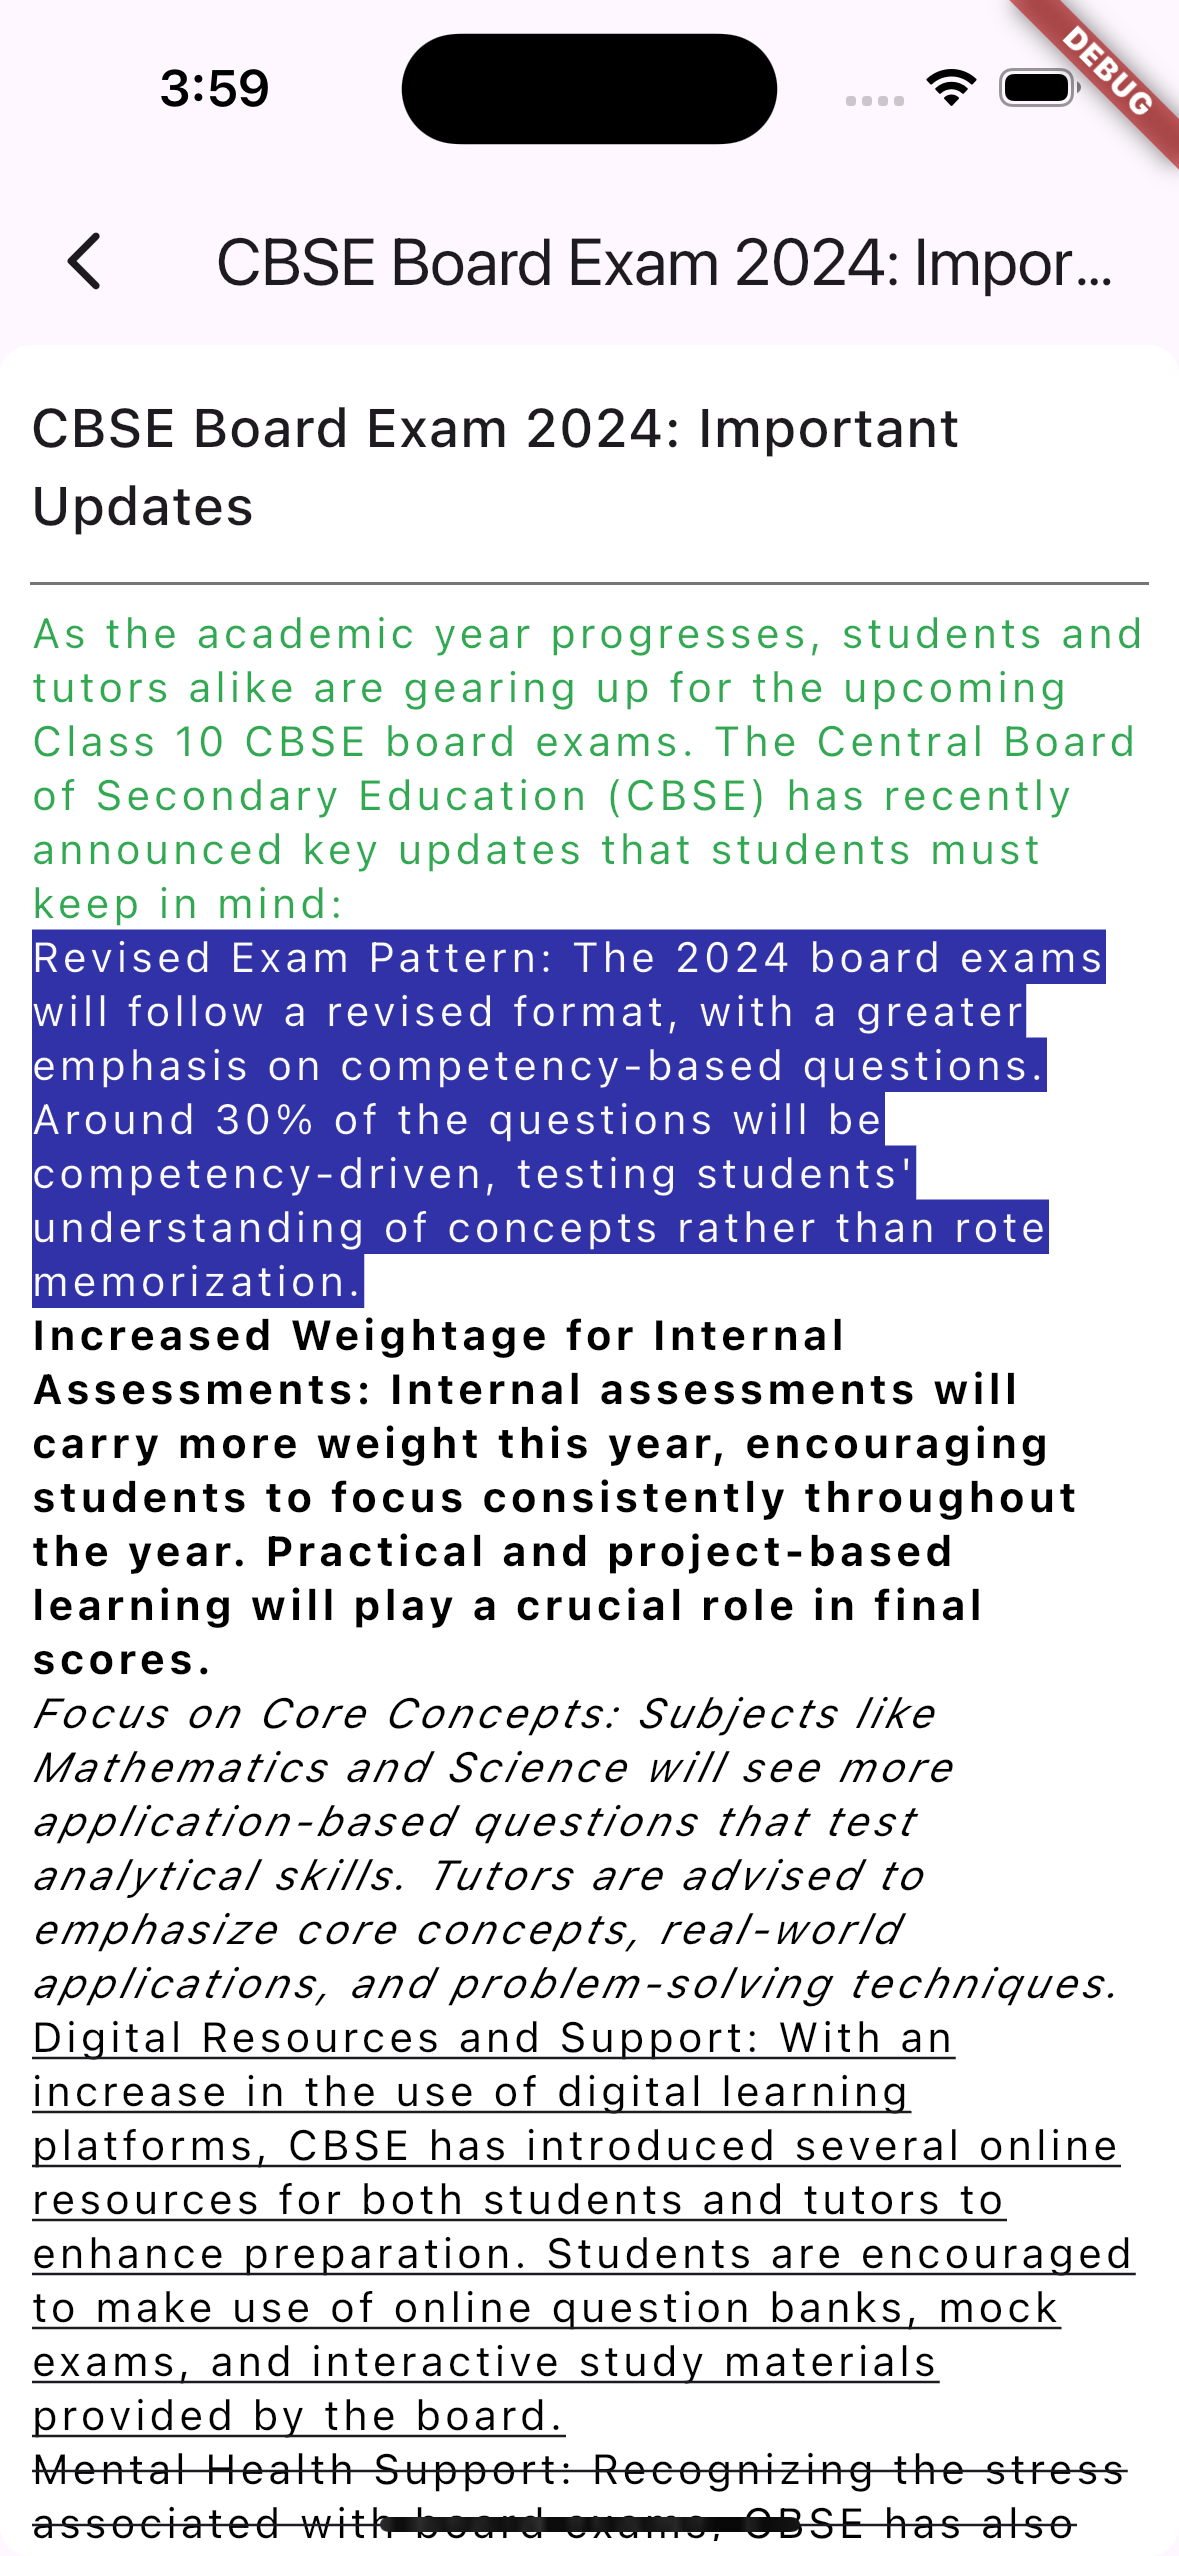 3:59
DEBUG
CBSE Board Exam 2024: Impor...
CBSE Board Exam 2024: Important
Updates
As the academic year progresses, students and
tutors alike are gearing up for the upcoming
Class 10 CBSE board exams. The Central Board
of Secondary Education (CBSE) has recently
announced key updates that students must
keep in mind:
Revised Exam Pattern: The 2024 board exams
will follow a revised format, with a greater
emphasis on competency-based questions.
Around 30% of the questions will be
competency-driven, testing students'
understanding of concepts rather than rote
memorization.
Increased Weightage for Internal
Assessments: Internal assessments will
carry more weight this year, encouraging
students to focus consistently throughout
the year. Practical and project-based
learning will play a crucial role in final
scores.
Focus on Core Concepts: Subjects like
Mathematics and Science will see more
application-based questions that test
analytical skills. Tutors are advised to
emphasize core concepts, real-world
applications, and problem-solving techniques.
Digital Resources and Support: With an
increase in the use of digital learning
platforms, CBSE has introduced several online
resources for both students and tutors to
enhance preparation. Students are encouraged
to make use of online question banks, mock
exams, and interactive study materials
provided by the board.
Mental Health Support: Recognizing the stress
associated with board exams, CBSE has also